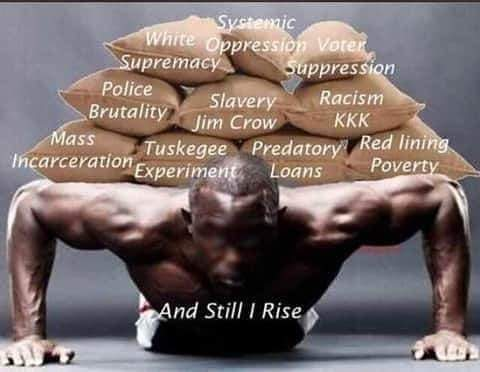 Systemic
White Oppression Voter
Supremacy Suppression
Police Slavery Racism
Brutality Jim Crow KKK
Mass Tuskegee Predatory Red lining
Incarceration Experiment Loans Poverty
And Still I Rise